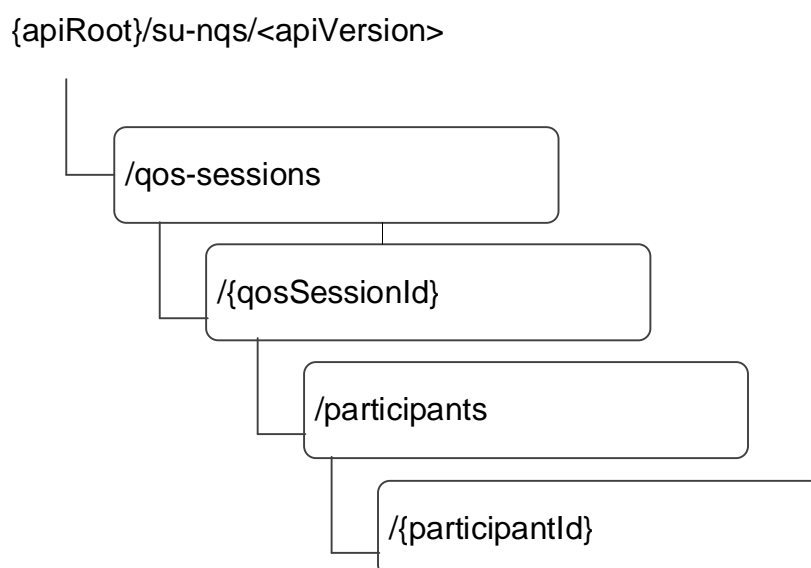 {apiRoot}/su-nqs/<apiVersion>
/qos-sessions
/{qosSessionId}
/participants
/{participantId}